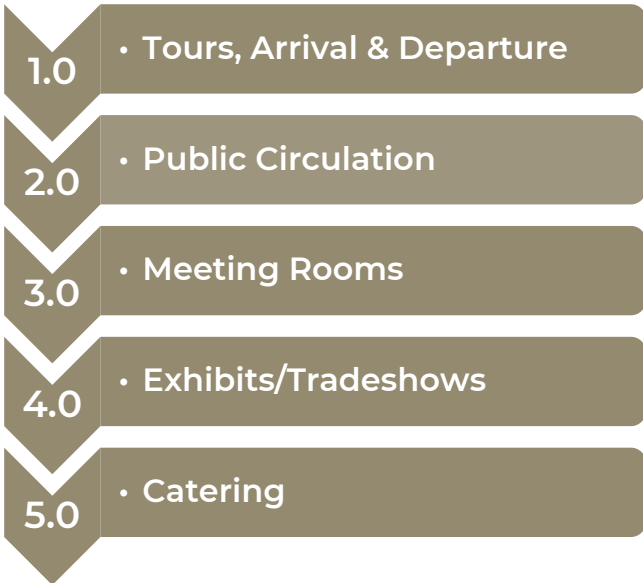 1.0
• Tours, Arrival & Departure
2.0
• Public Circulation
3.0
• Meeting Rooms
4.0
• Exhibits/Tradeshows
5.0
• Catering